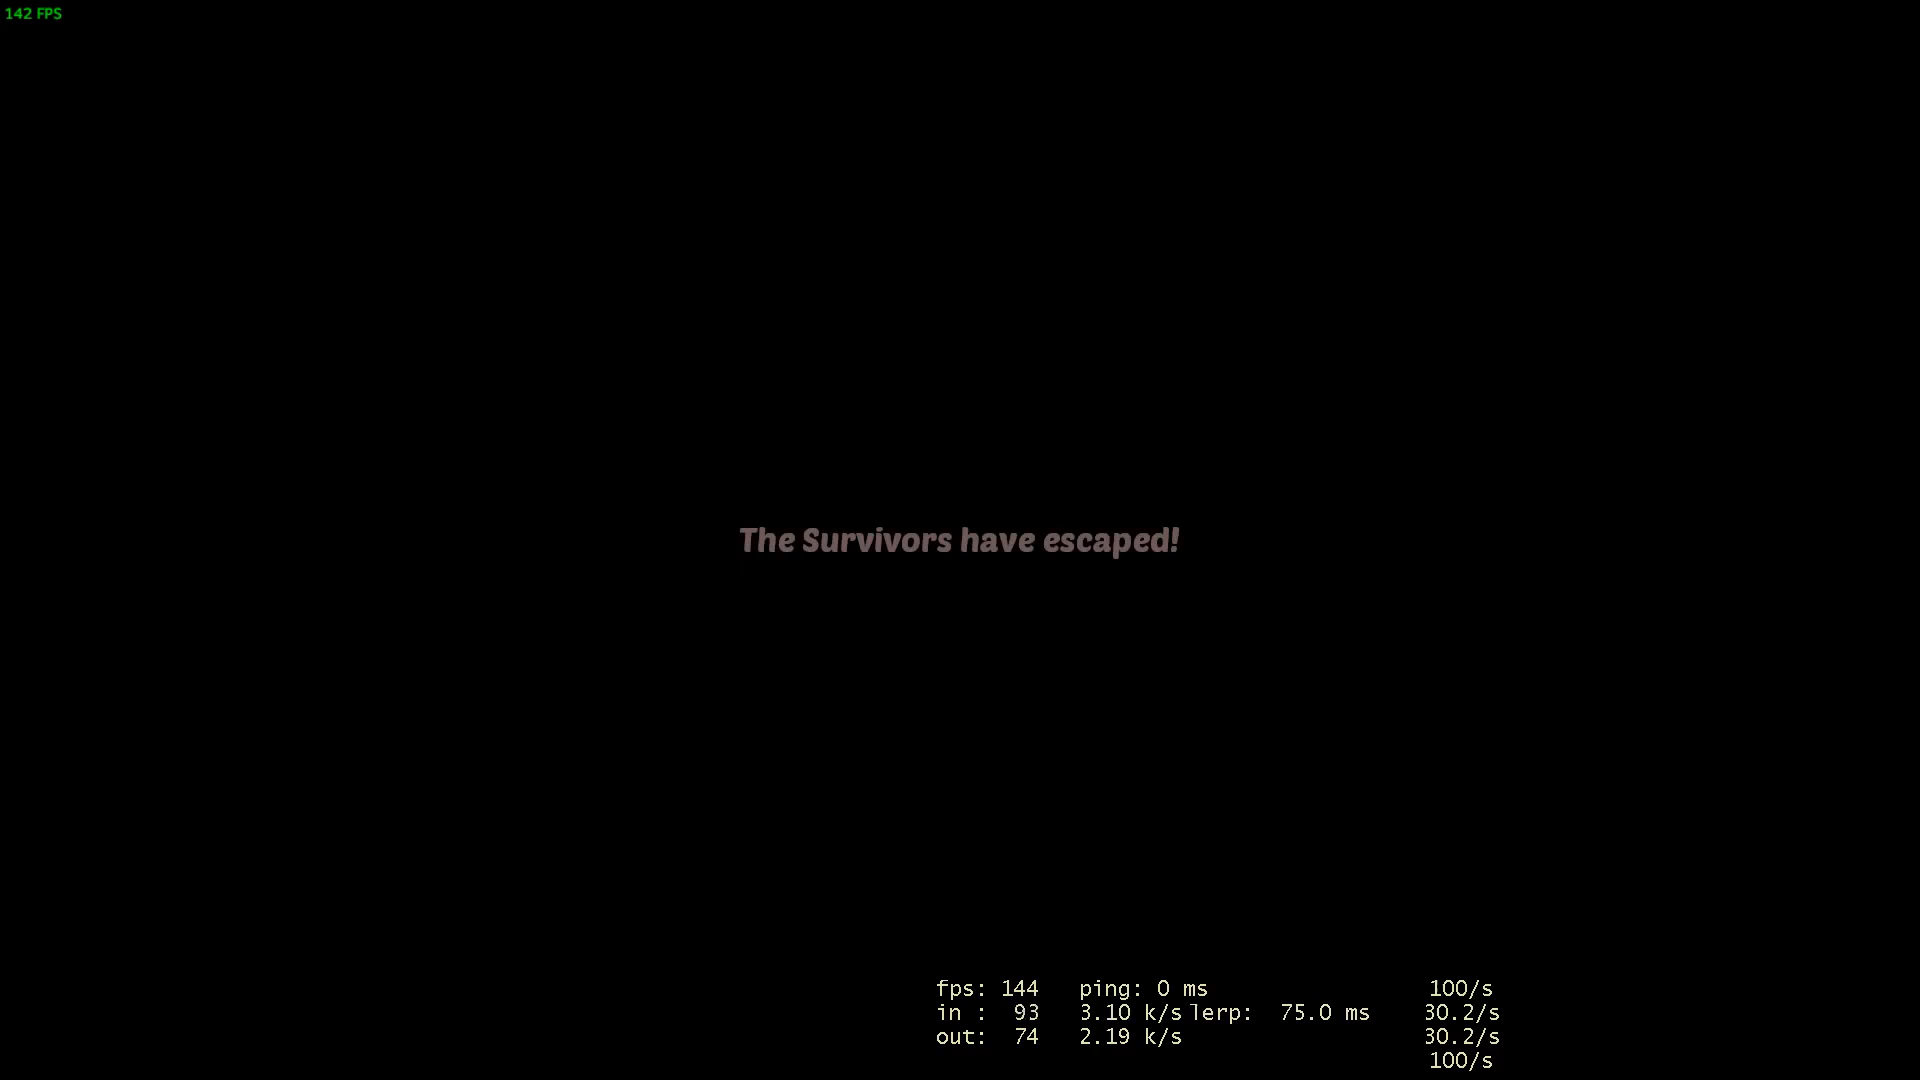 142 FPS
The Survivors have escaped!
fps: 144 ping: 0 ms 100/s
in : 93 3.10 k/s lerp: 75.0 ms 30.2/s
out: 74 2.19 k/s 30.2/s
100/s